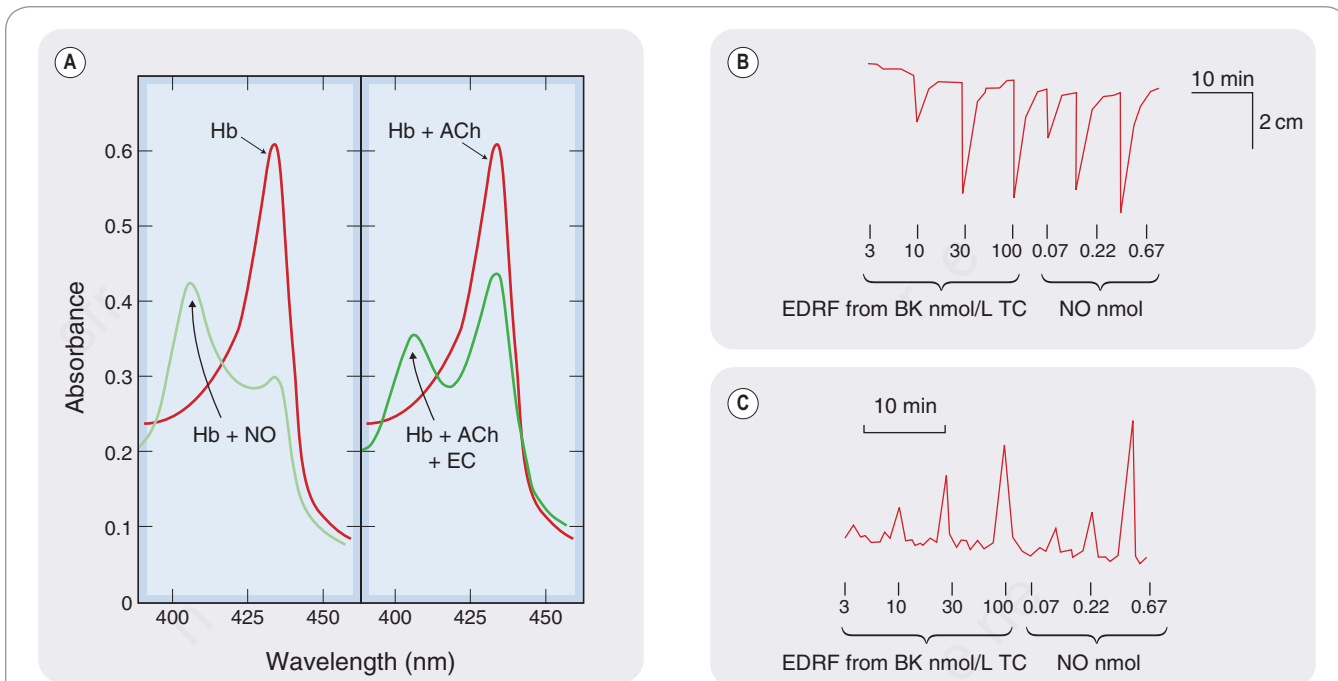 A
Absorbance
0.6
0.5
0.4
0.3
0.2
0.1
0
Hb
Hb + NO
Hb + ACh
Hb + ACh
+ EC
400 425 450 400 425 450
Wavelength (nm)
B
10 min
2 cm
3 10 30 100 0.07 0.22 0.67
EDRF from BK nmol/L TC NO nmol
C
10 min
3 10 30 100 0.07 0.22 0.67
EDRF from BK nmol/L TC NO nmol